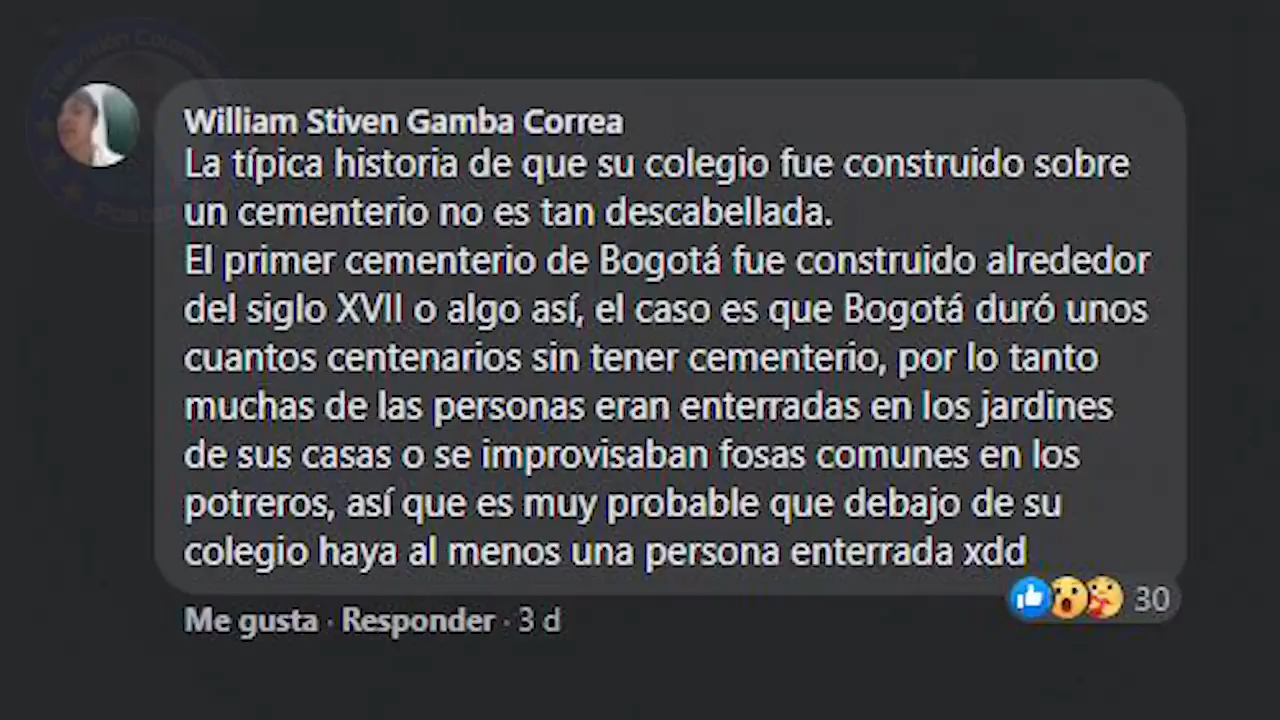 Televisión Colomb
William Stiven Gamba Correa
La típica historia de que su colegio fue construido sobre
un cementerio no es tan descabellada.
El primer cementerio de Bogotá fue construido alrededor
del siglo XVII o algo así, el caso es que Bogotá duró unos
cuantos centenarios sin tener cementerio, por lo tanto
muchas de las personas eran enterradas en los jardines
de sus casas o se improvisaban fosas comunes en los
potreros, así que es muy probable que debajo de su
colegio haya al menos una persona enterrada xdd
30
Me gusta · Responder · 3 d